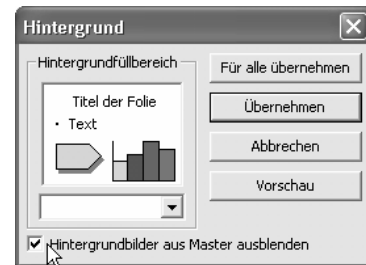 Hintergrund
Hintergrundfüllbereich
Titel der Folie
• Text
Für alle übernehmen
Übernehmen
Abbrechen
Vorschau
Hintergrundbilder aus Master ausblenden